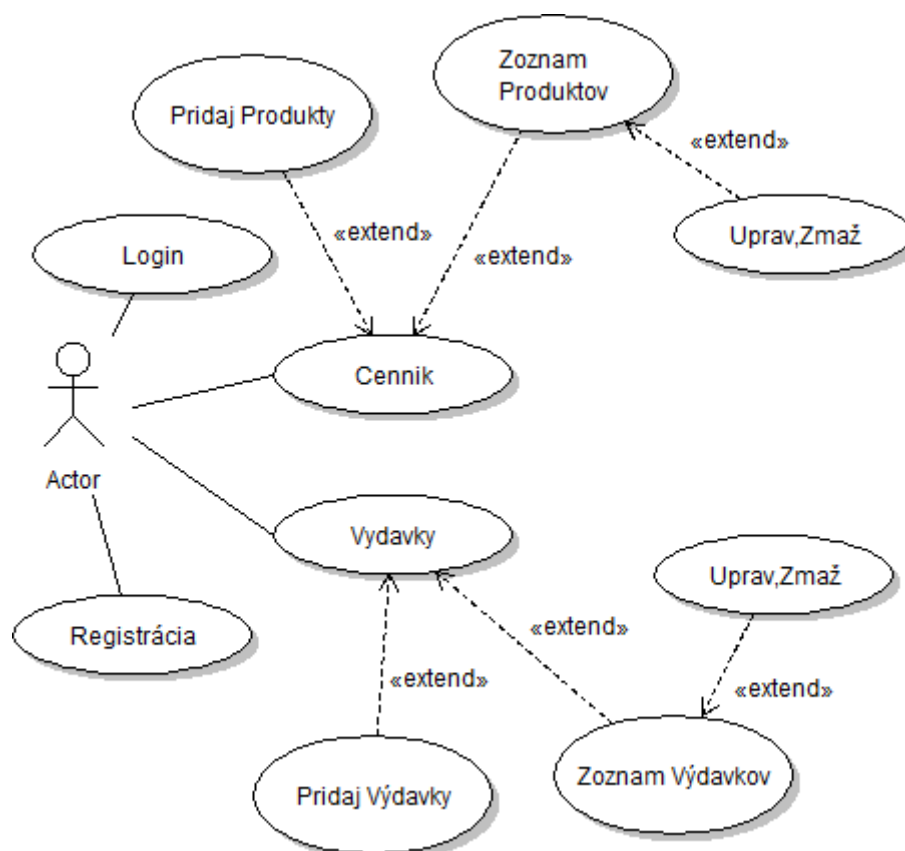 Zoznam
Produktov
Pridaj Produkty
«extend»
Uprav,Zmaž
«extend»
Login
«extend»
Cennik
Actor
Vydavky
Uprav,Zmaž
«extend»
Registrácia
«extend»
«extend»
Zoznam Výdavkov
Pridaj Výdavky